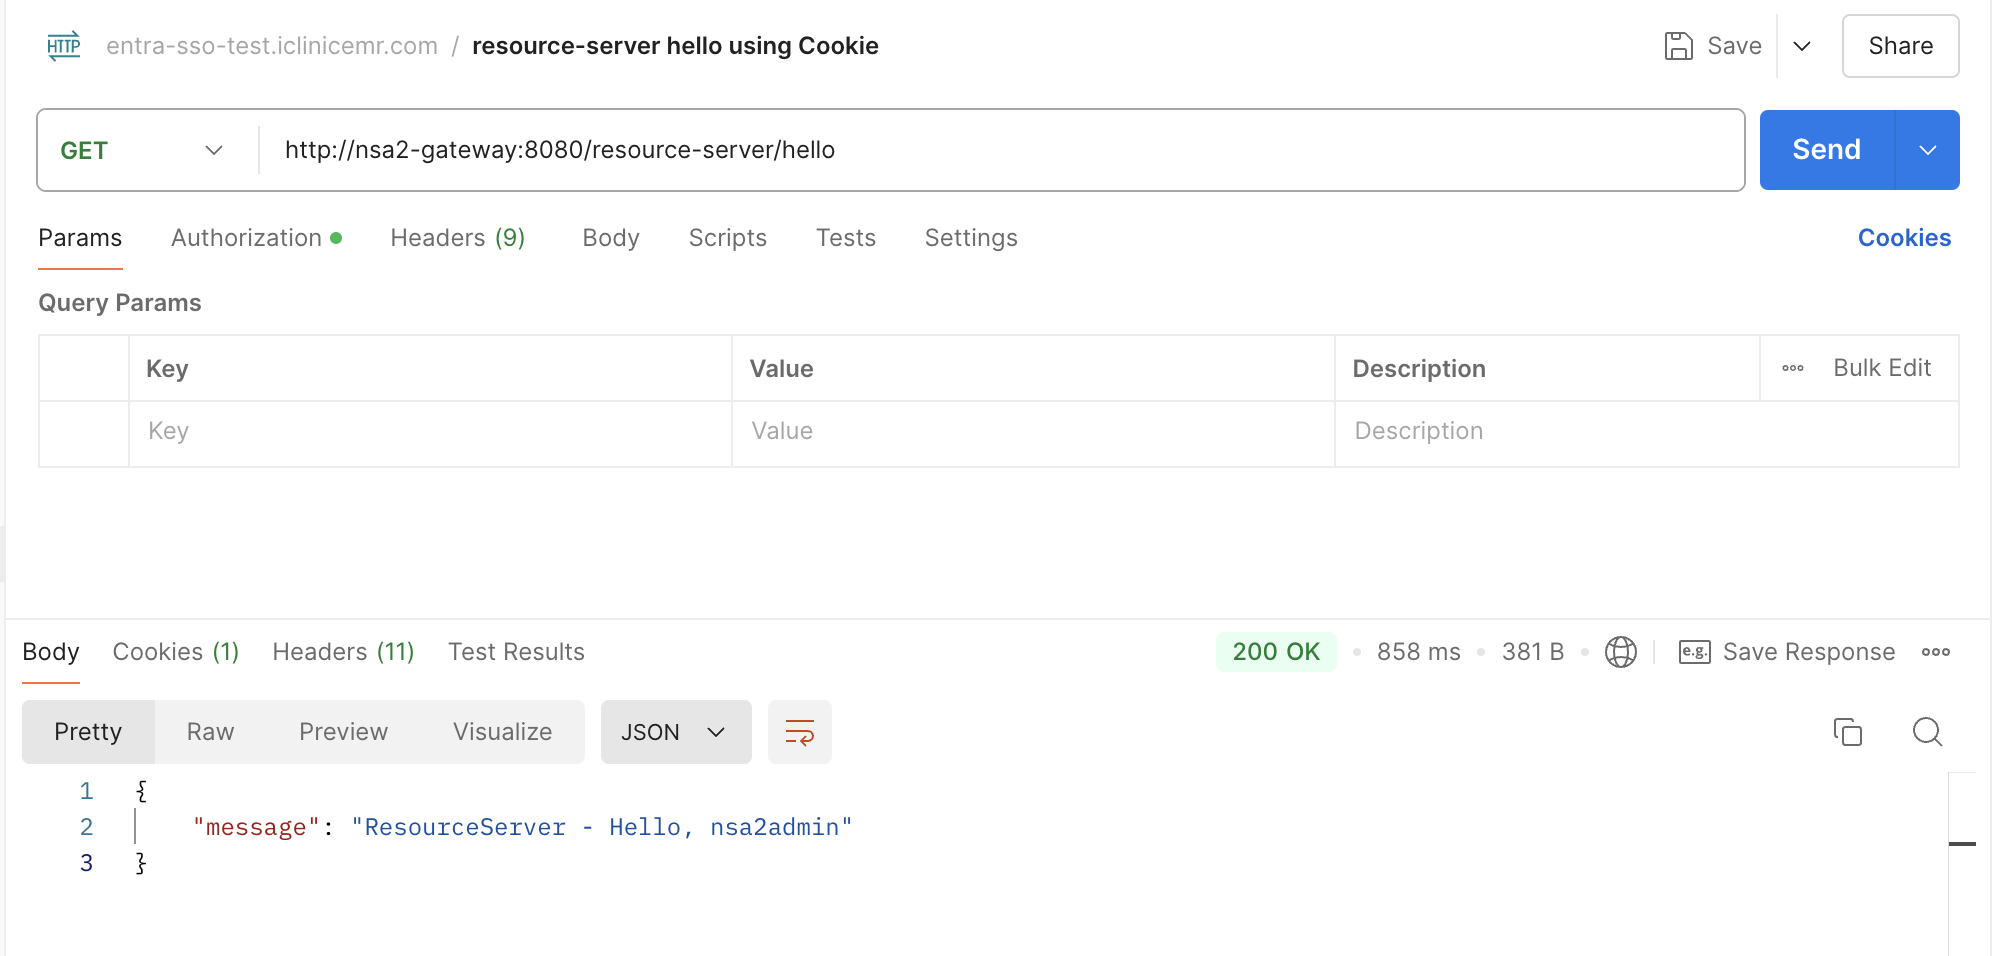 HTTP entra-sso-test.iclinicemr.com / resource-server hello using Cookie Save Share
GET http://nsa2-gateway:8080/resource-server/hello Send
Params Authorization Headers (9) Body Scripts Tests Settings Cookies
Query Params
Key Value Description Bulk Edit
Key Value Description
Body Cookies (1) Headers (11) Test Results 200 OK 858 ms 381 B e.g. Save Response
Pretty Raw Preview Visualize JSON
1 {
2 "message": "ResourceServer - Hello, nsa2admin"
3 }